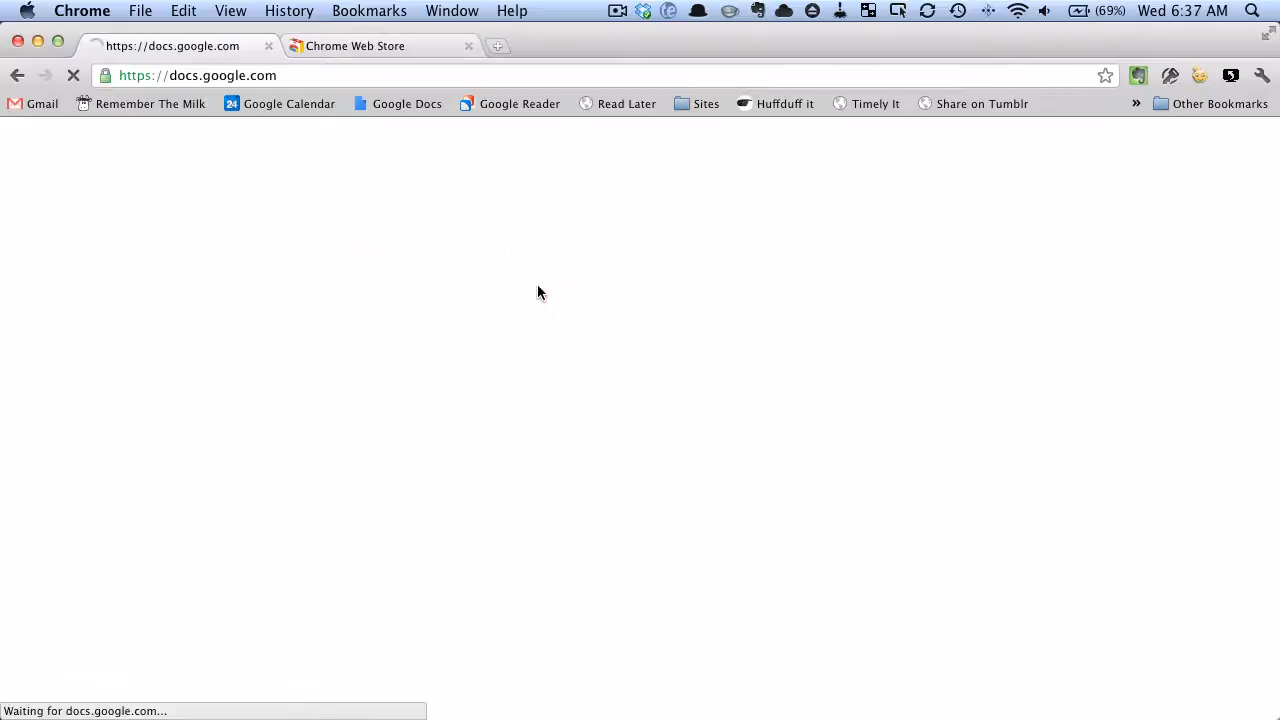 Chrome File Edit View History Bookmarks Window Help (69%) Wed 6:37 AM
https://docs.google.com Chrome Web Store
https://docs.google.com
Gmail Remember The Milk 24 Google Calendar Google Docs Google Reader Read Later Sites Huffduff it Timely It Share on Tumblr » Other Bookmarks
Waiting for docs.google.com...